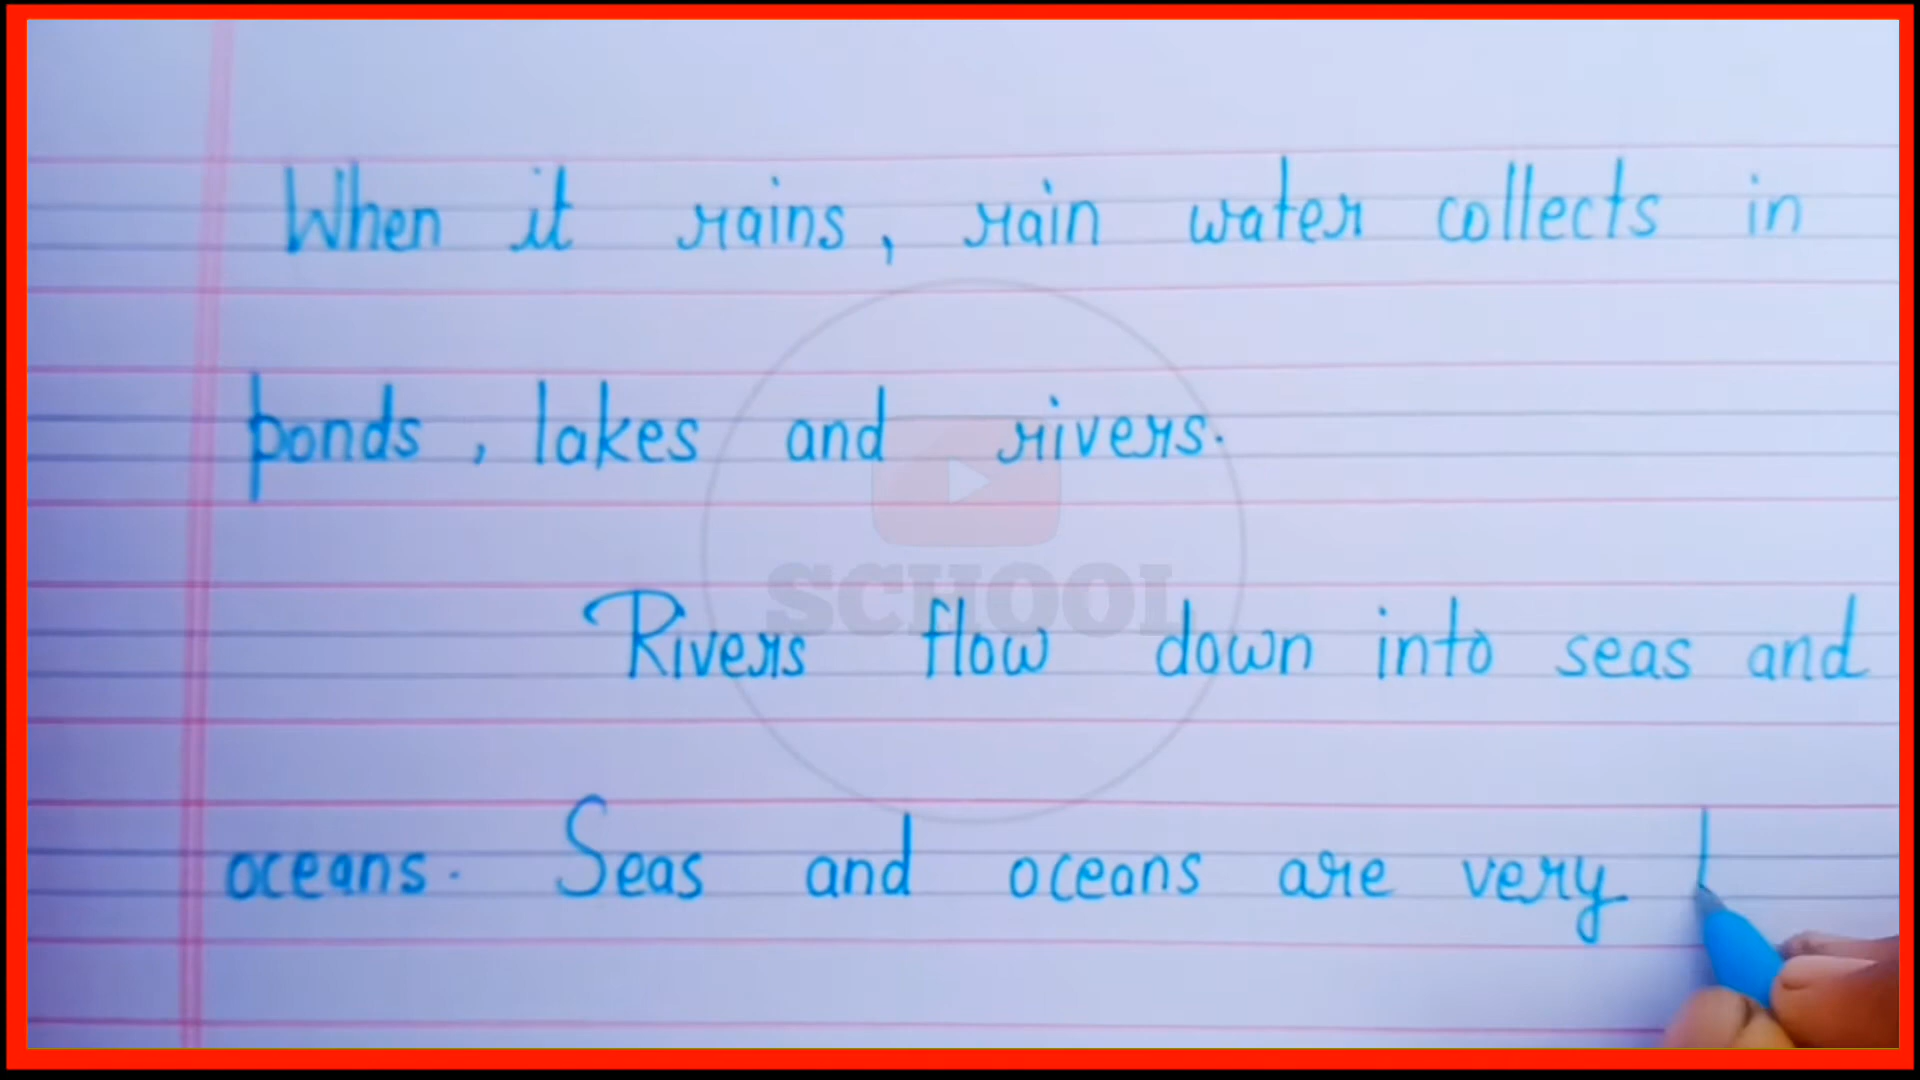 When it rains, rain water collects in
ponds, lakes and rivers.
SCHOOL
Rivers flow down into seas and
oceans. Seas and oceans are very